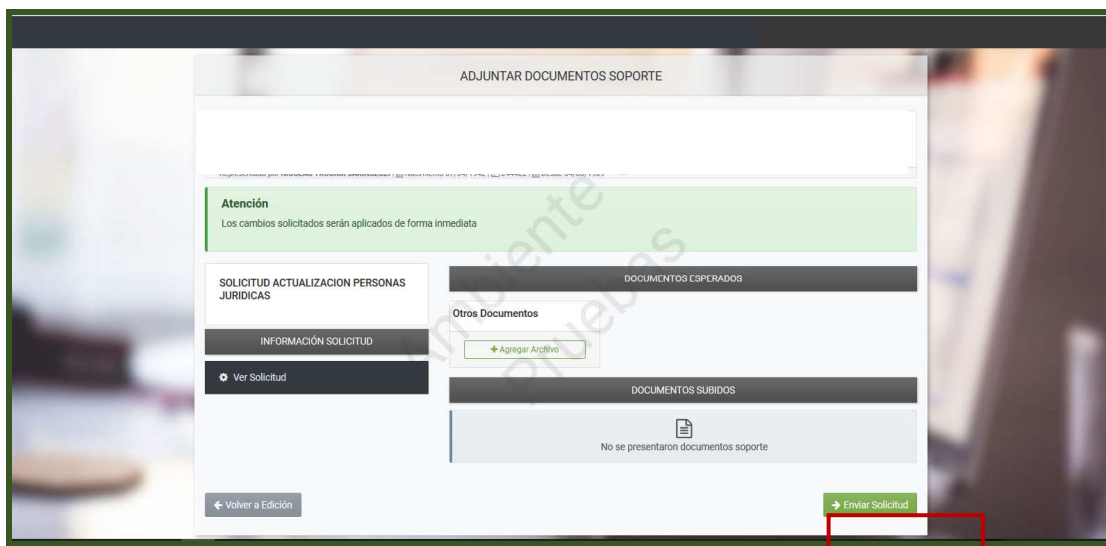 ADJUNTAR DOCUMENTOS SOPORTE
Atención
Los cambios solicitados serán aplicados de forma inmediata
SOLICITUD ACTUALIZACION PERSONAS
JURIDICAS
INFORMACIÓN SOLICITUD
Ver Solicitud
DOCUMENTOS ESPERADOS
Otros Documentos
+ Agregar Archivo
DOCUMENTOS SUBIDOS
No se presentaron documentos soporte
Ambiente
Pruebas
Volver a Edición
Enviar Solicitud